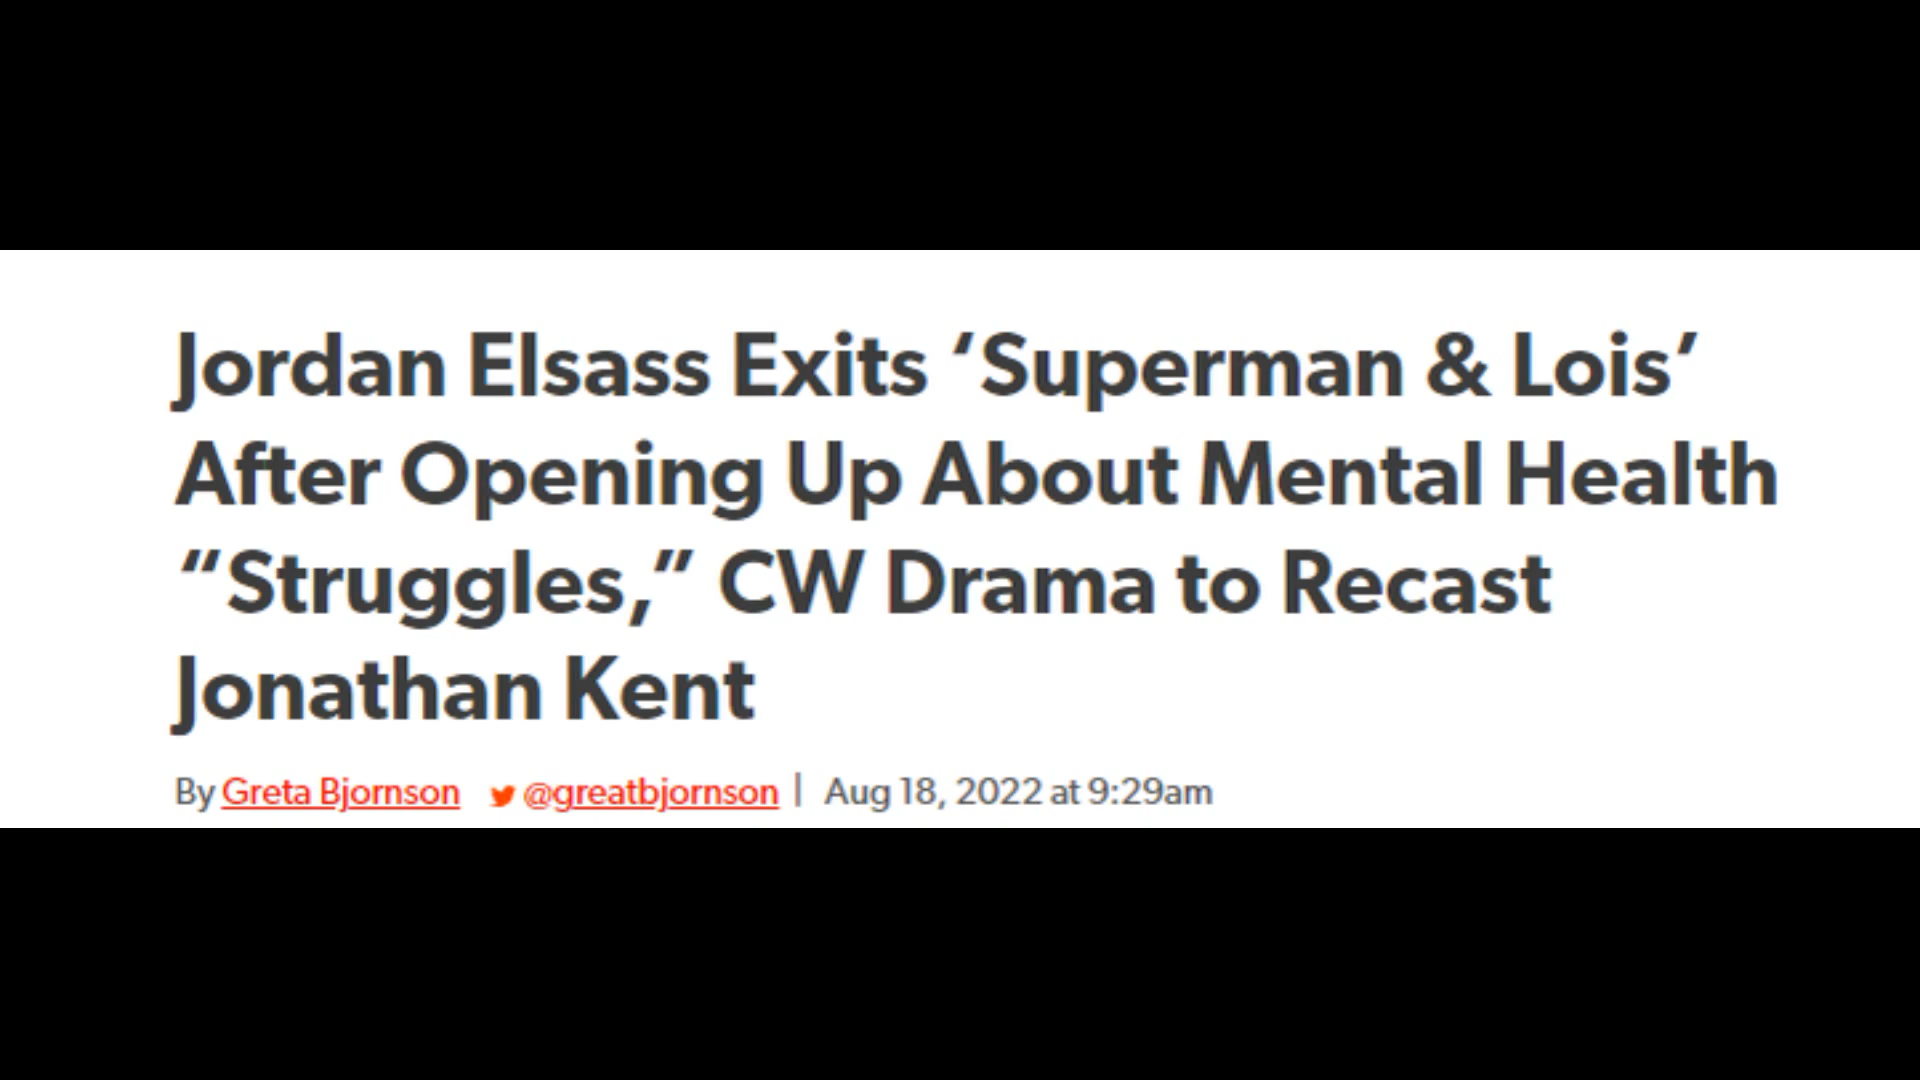 Jordan Elsass Exits ‘Superman & Lois’
After Opening Up About Mental Health
“Struggles,” CW Drama to Recast
Jonathan Kent
By Greta Bjornson @greatbjornson | Aug 18, 2022 at 9:29am